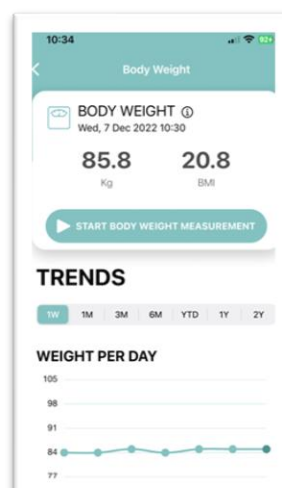 10:34
92+
Body Weight
BODY WEIGHT
Wed, 7 Dec 2022 10:30
85.8 20.8
Kg BMI
START BODY WEIGHT MEASUREMENT
TRENDS
1W 1M 3M 6M YTD 1Y 2Y
WEIGHT PER DAY
105
98
91
84
77